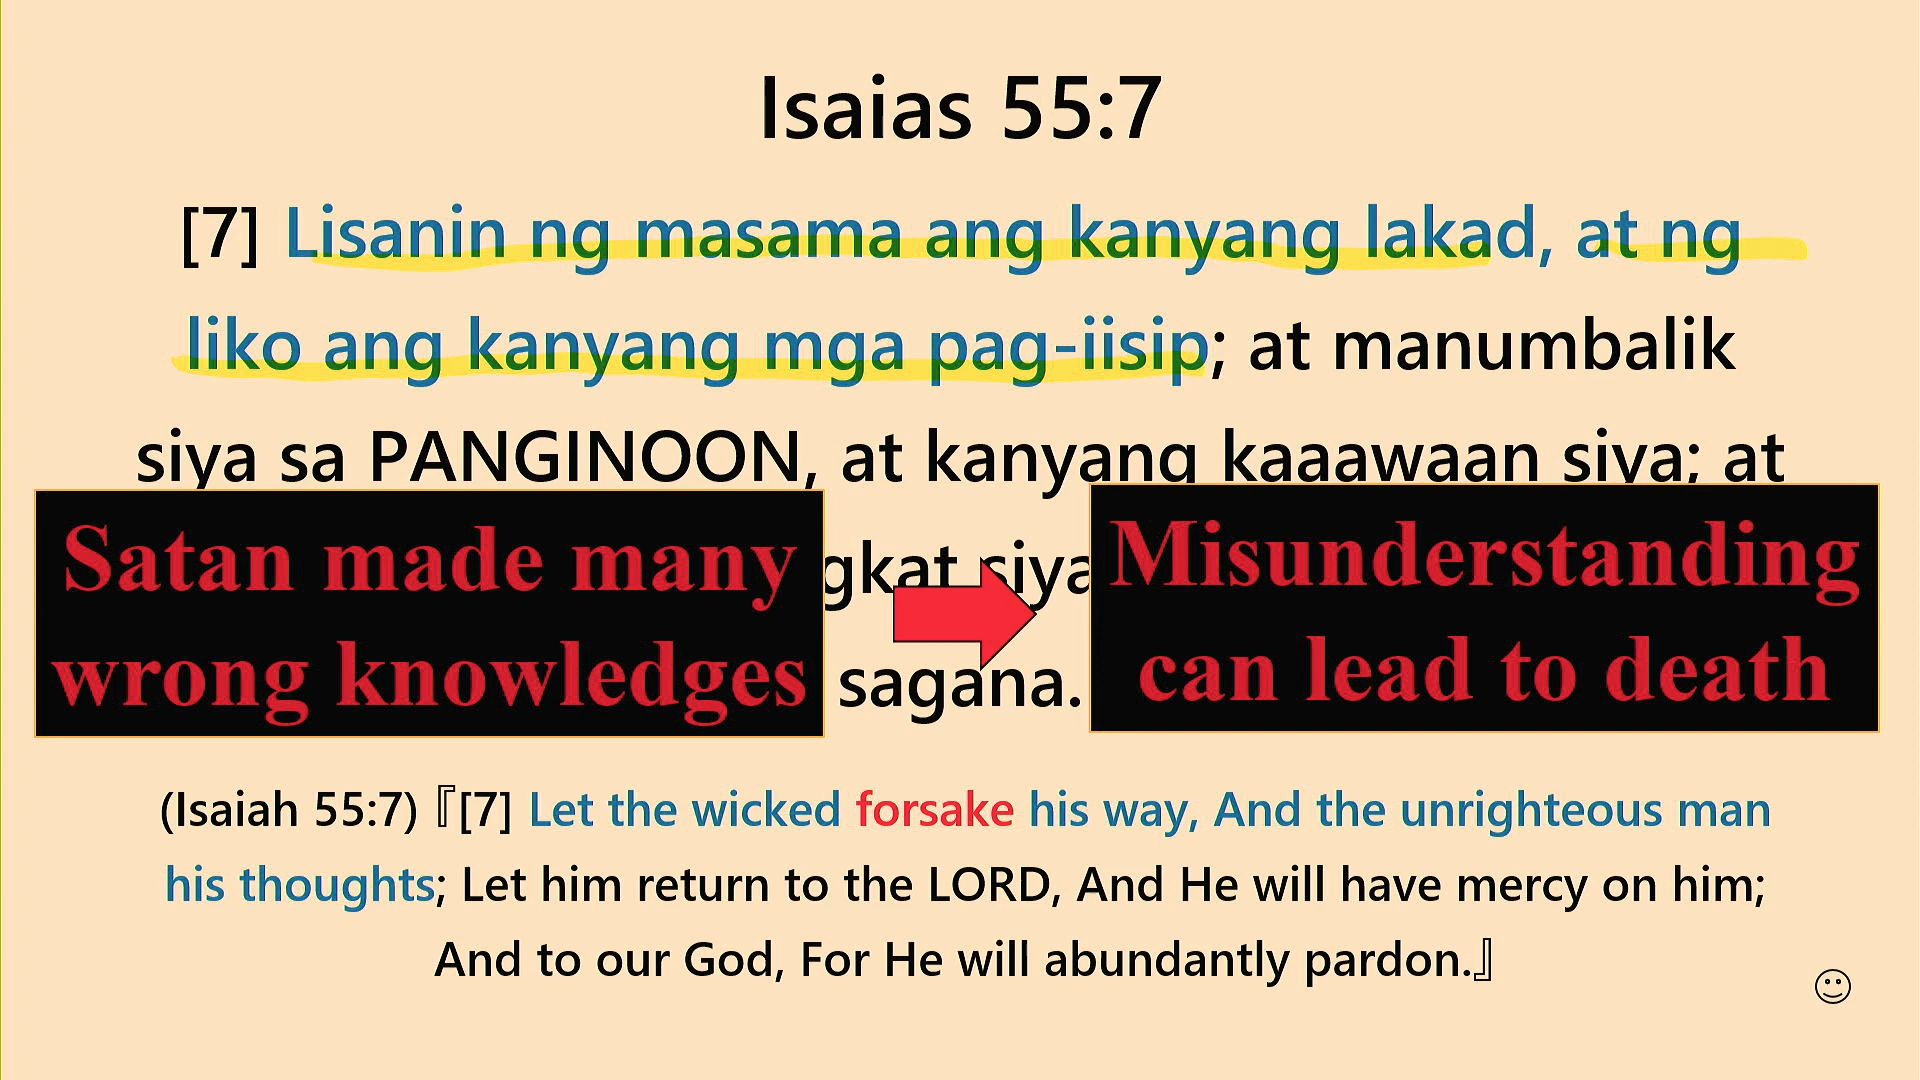 Isaias 55:7
[7] Lisanin ng masama ang kanyang lakad, at ng
liko ang kanyang mga pag-iisip; at manumbalik
siya sa PANGINOON, at kanyang kaaawaan siya; at
siya
sagana.
Satan made many
wrong knowledges
Misunderstanding
can lead to death
(Isaiah 55:7)『[7] Let the wicked forsake his way, And the unrighteous man
his thoughts; Let him return to the LORD, And He will have mercy on him;
And to our God, For He will abundantly pardon.』